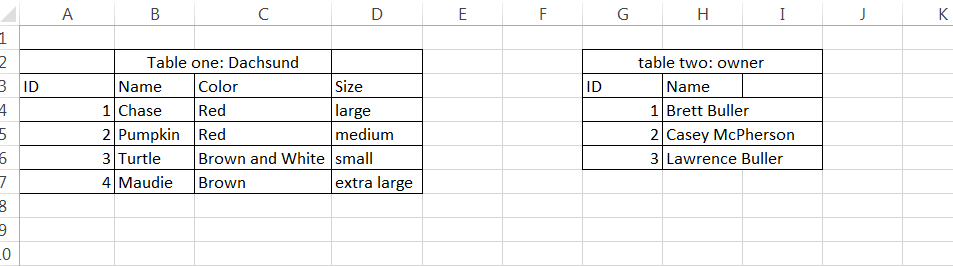 A B C D E F G H I J K
1
2 Table one: Dachsund table two: owner
3 ID Name Color Size ID Name
4 1 Chase Red large 1 Brett Buller
5 2 Pumpkin Red medium 2 Casey McPherson
6 3 Turtle Brown and White small 3 Lawrence Buller
7 4 Maudie Brown extra large
8
9
0